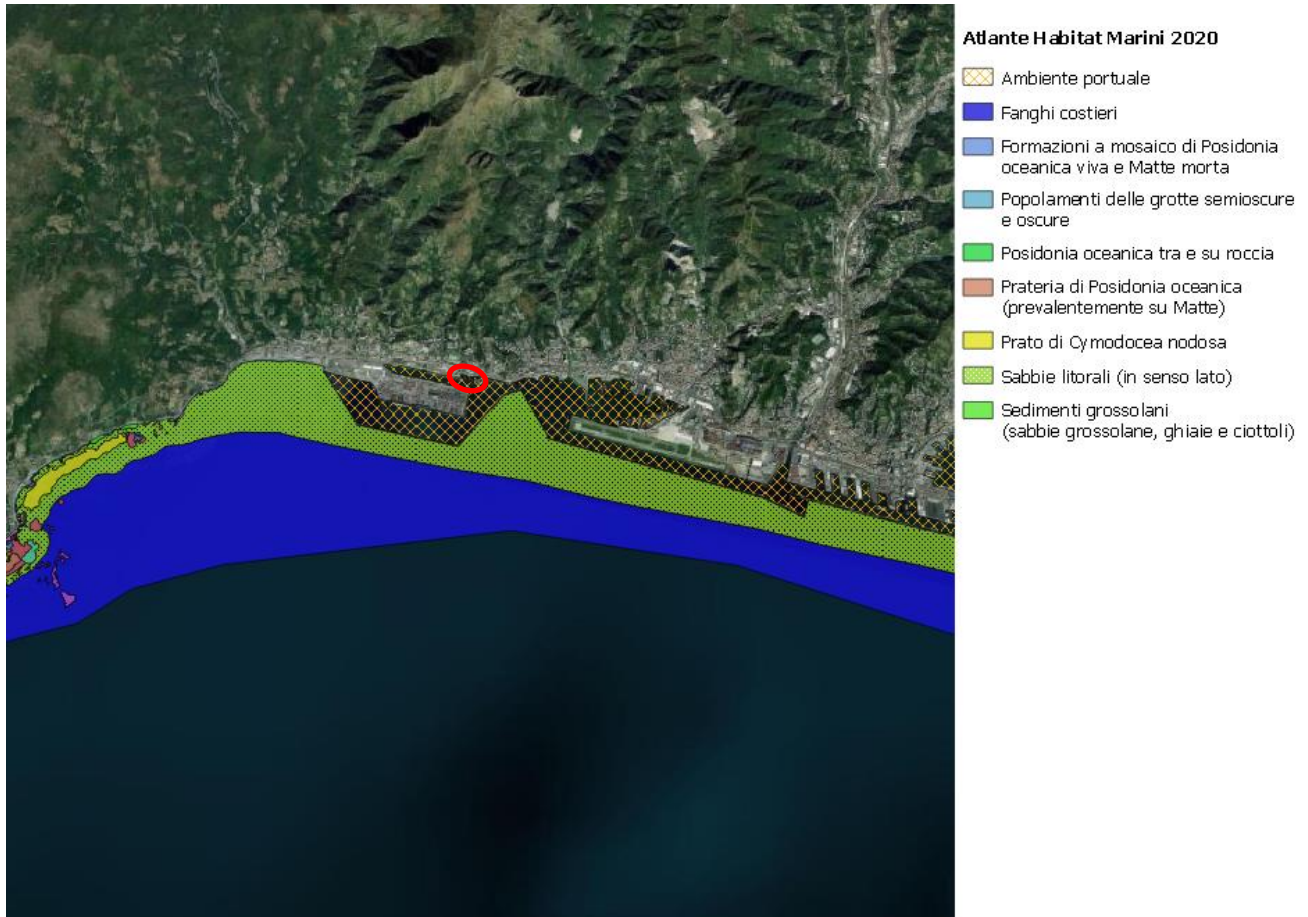 Atlante Habitat Marini 2020
Ambiente portuale
Fanghi costieri
Formazioni a mosaico di Posidonia
oceanica viva e Matte morta
Popolamenti delle grotte semioscure
e oscure
Posidonia oceanica tra e su roccia
Prateria di Posidonia oceanica
(prevalentemente su Matte)
Prato di Cymodocea nodosa
Sabbie litorali (in senso lato)
Sedimenti grossolani
(sabbie grossolane, ghiaie e ciottoli)